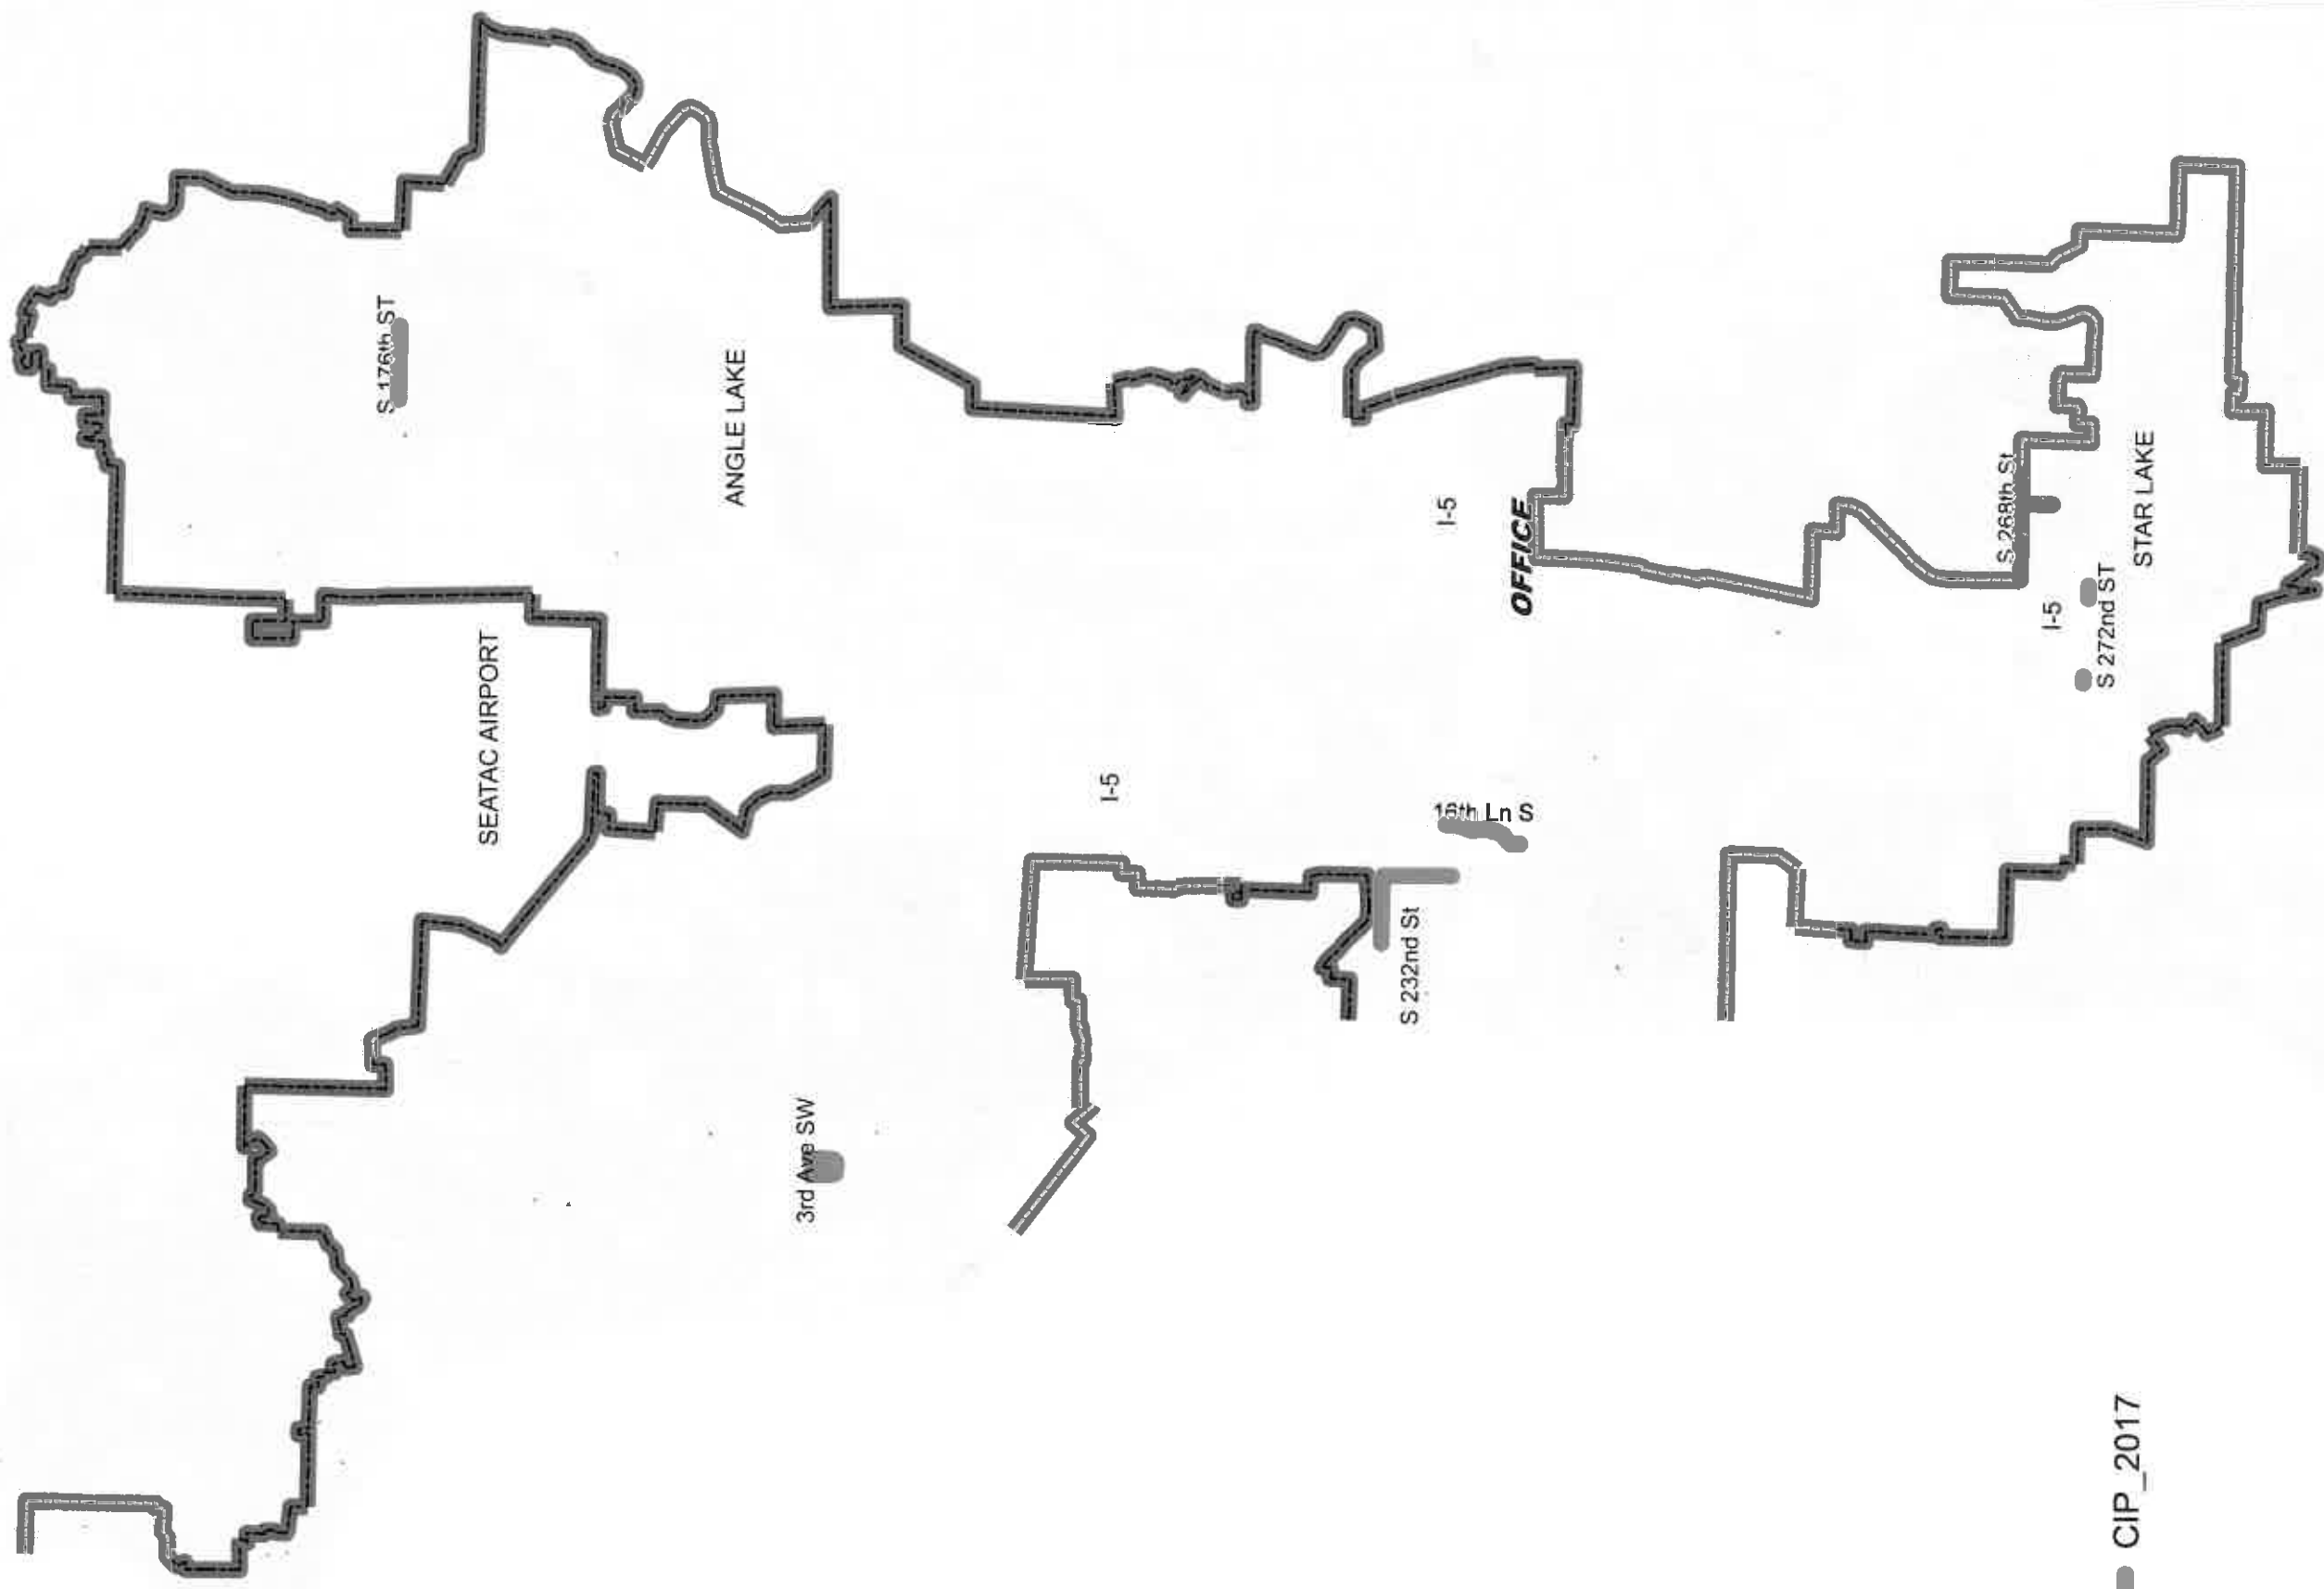 S 176th ST
ANGLE LAKE
SEATAC AIRPORT
I-5
OFFICE
I-5
16th Ln S
S 232nd St
3rd Ave SW
S 268th St
STAR LAKE
I-5
S 272nd ST
CIP_2017